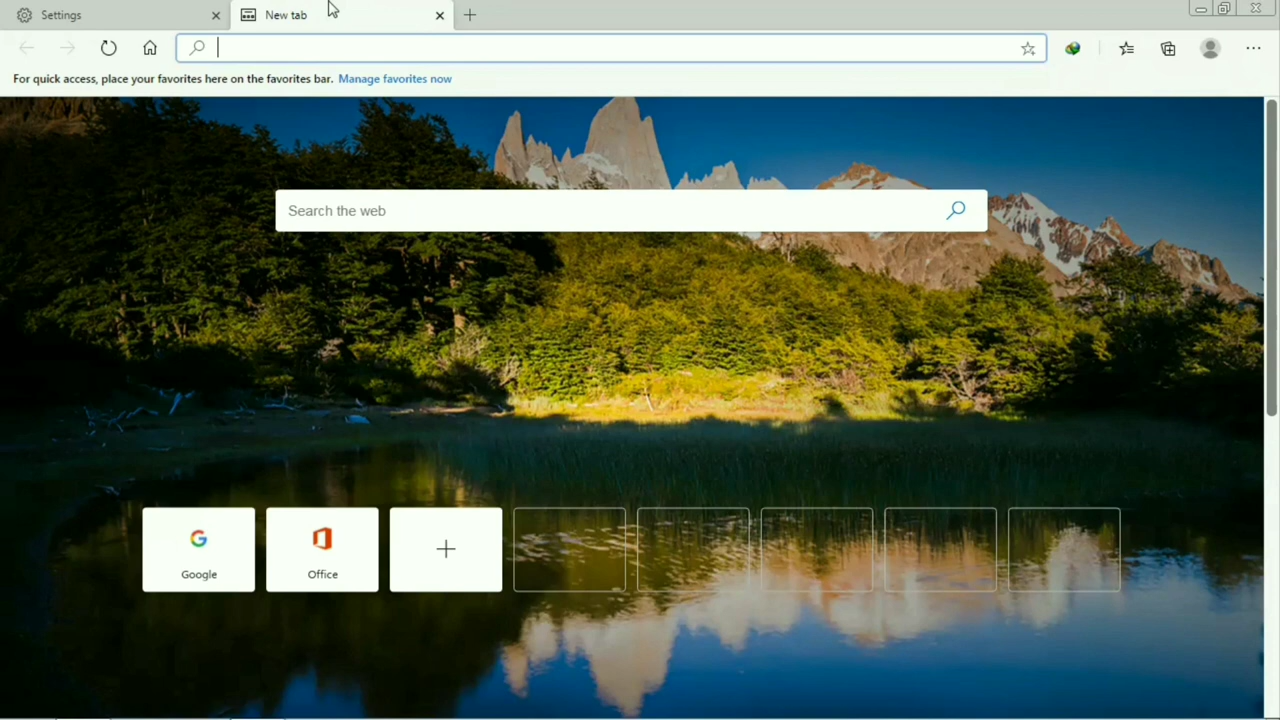 Settings
New tab
For quick access, place your favorites here on the favorites bar. Manage favorites now
Search the web
Google
Office